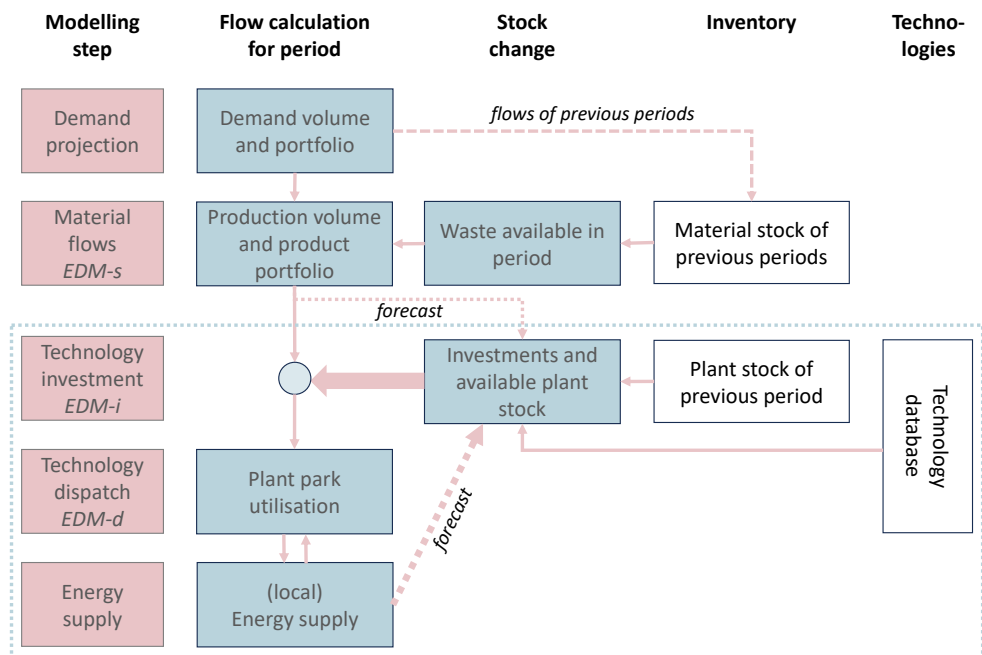 Modelling
step
Flow calculation
for period
Stock
change
Inventory
Techno-
logies
Demand
projection
Demand volume
and portfolio
flows of previous periods
Material
flows
EDM-s
Production volume
and product
portfolio
Waste available in
period
Material stock of
previous periods
forecast
Technology
investment
EDM-i
Investments and
available plant
stock
Plant stock of
previous period
Technology
database
Technology
dispatch
EDM-d
Plant park
utilisation
forecast
Energy
supply
(local)
Energy supply